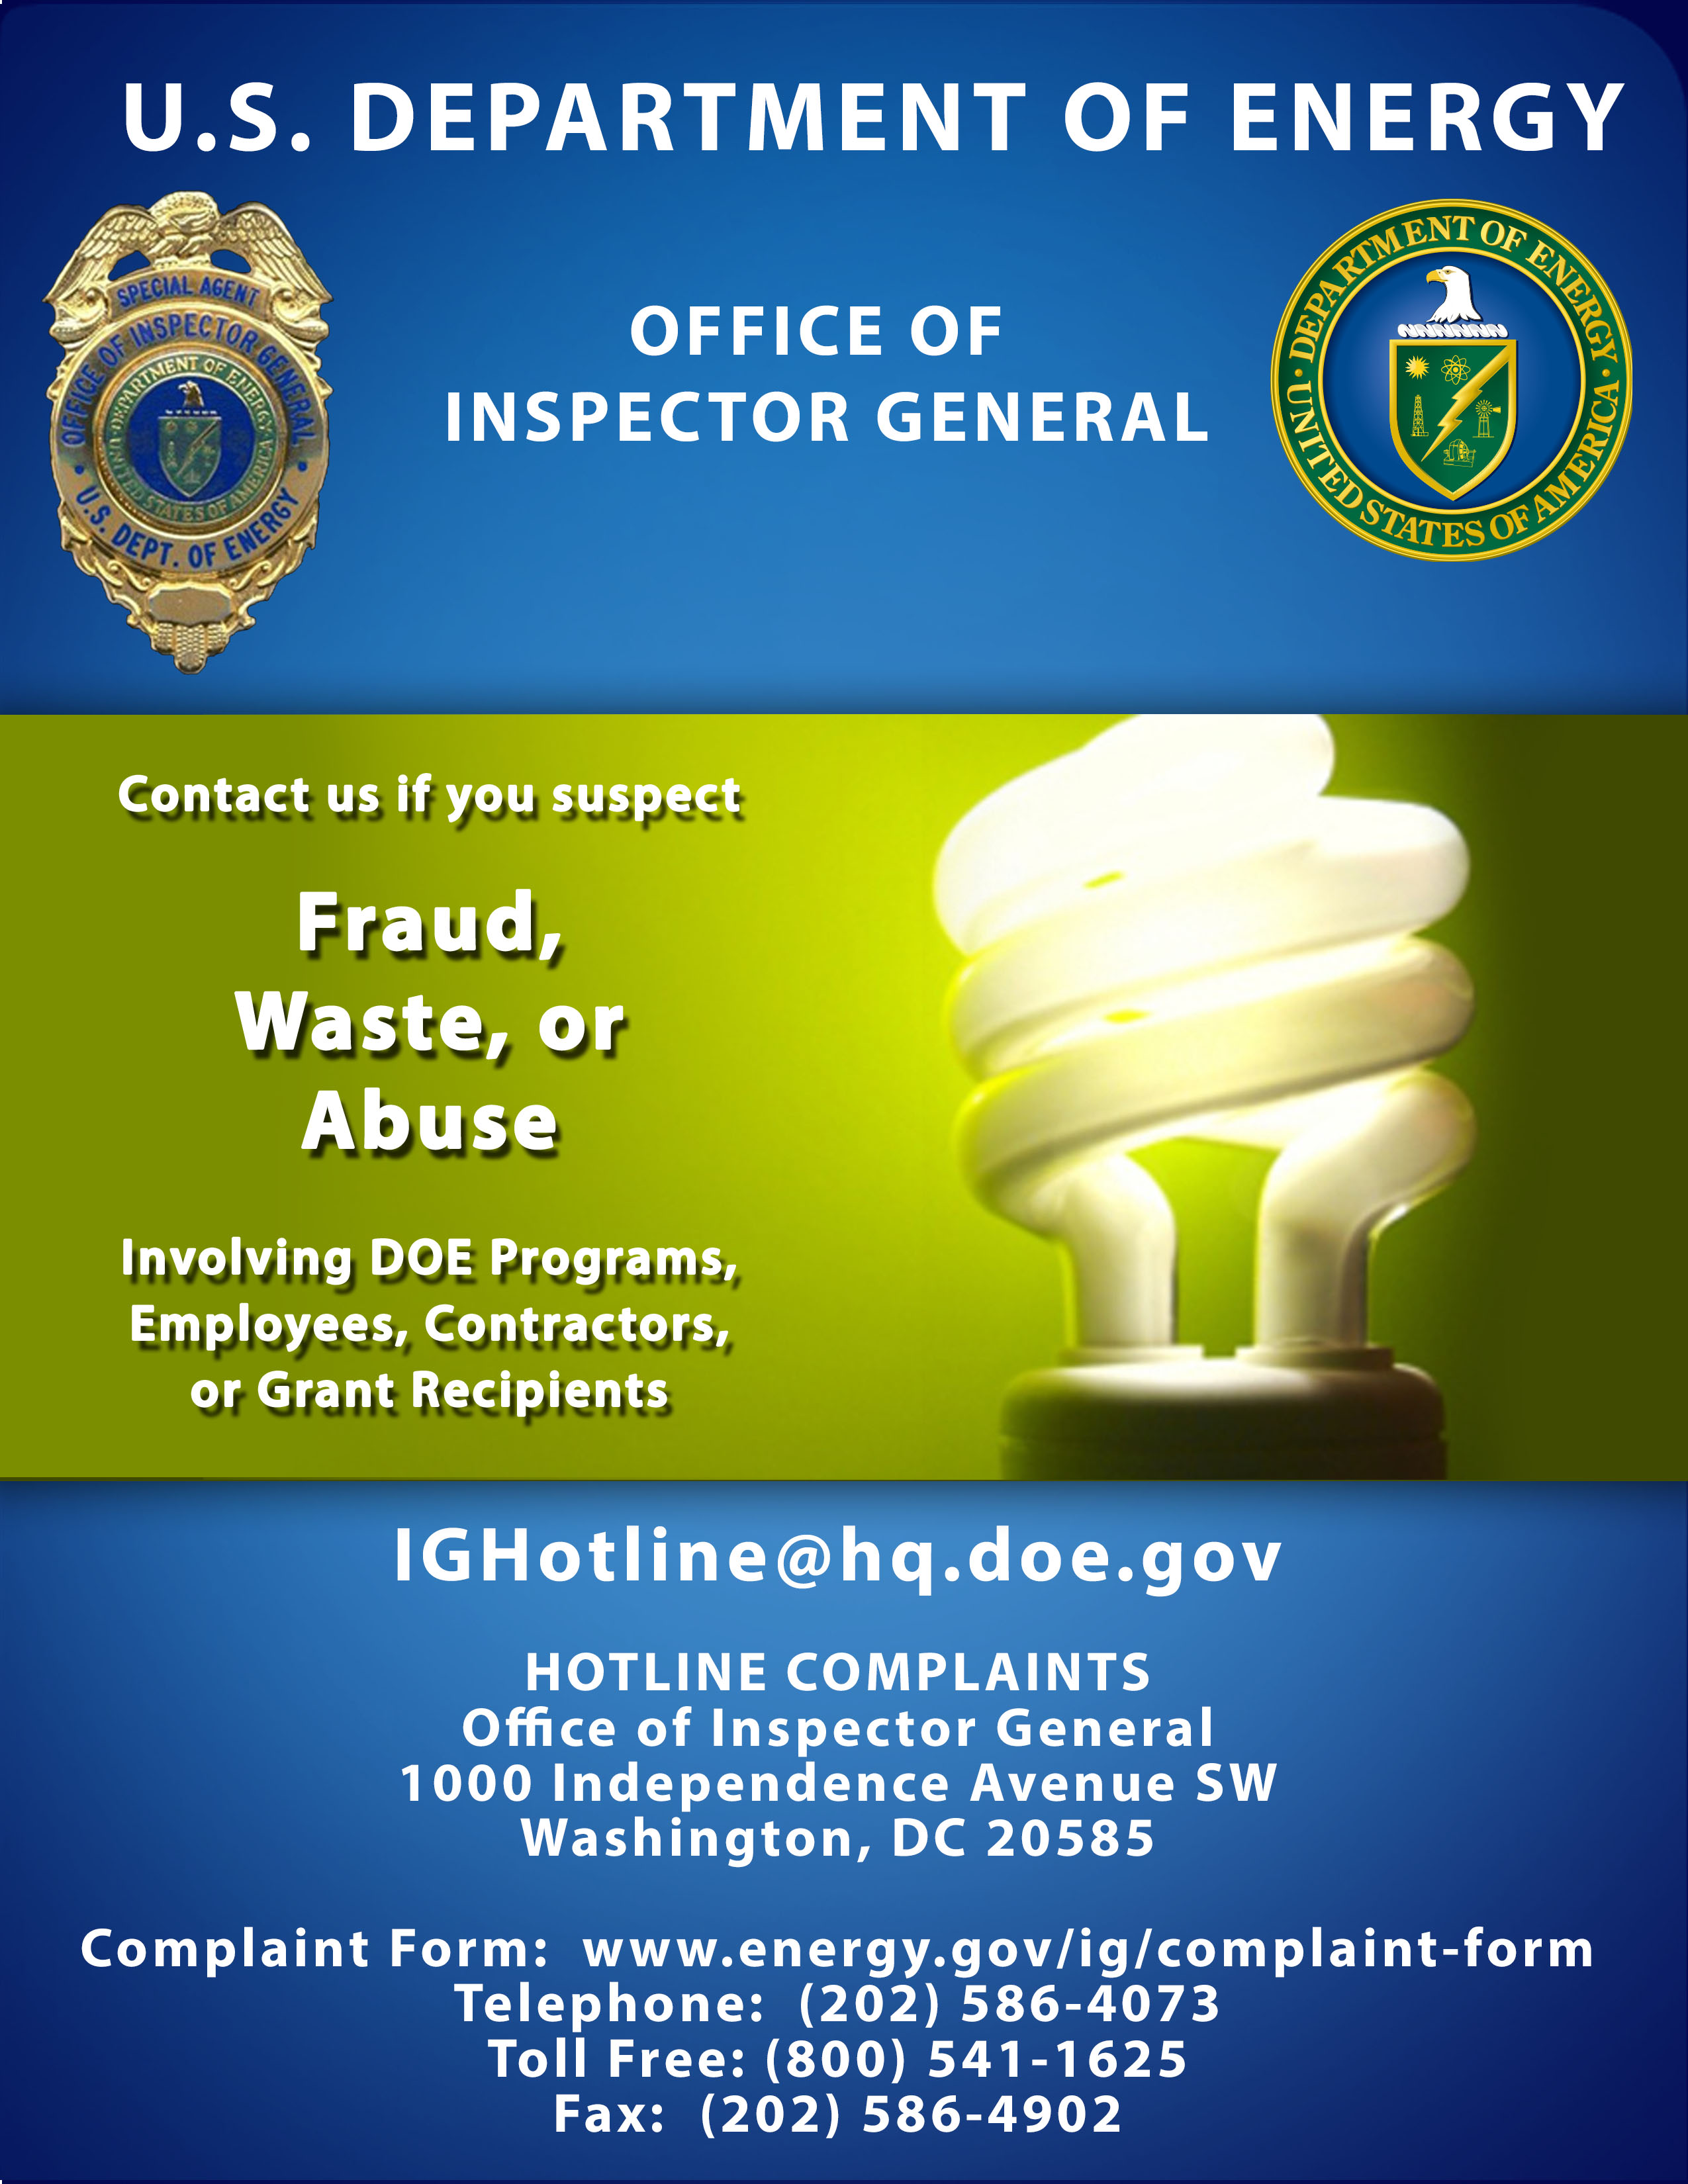 U.S. DEPARTMENT OF ENERGY
SPECIAL AGENT
OFFICE OF INSPECTOR GENERAL
DEPARTMENT OF ENERGY
UNITED STATES OF AMERICA
U.S. DEPT. OF ENERGY
OFFICE OF
INSPECTOR GENERAL
DEPARTMENT OF ENERGY
UNITED STATES OF AMERICA
Contact us if you suspect
Fraud,
Waste, or
Abuse
Involving DOE Programs,
Employees, Contractors,
or Grant Recipients
IGHotline@hq.doe.gov
HOTLINE COMPLAINTS
Office of Inspector General
1000 Independence Avenue SW
Washington, DC 20585
Complaint Form: www.energy.gov/ig/complaint-form
Telephone: (202) 586-4073
Toll Free: (800) 541-1625
Fax: (202) 586-4902